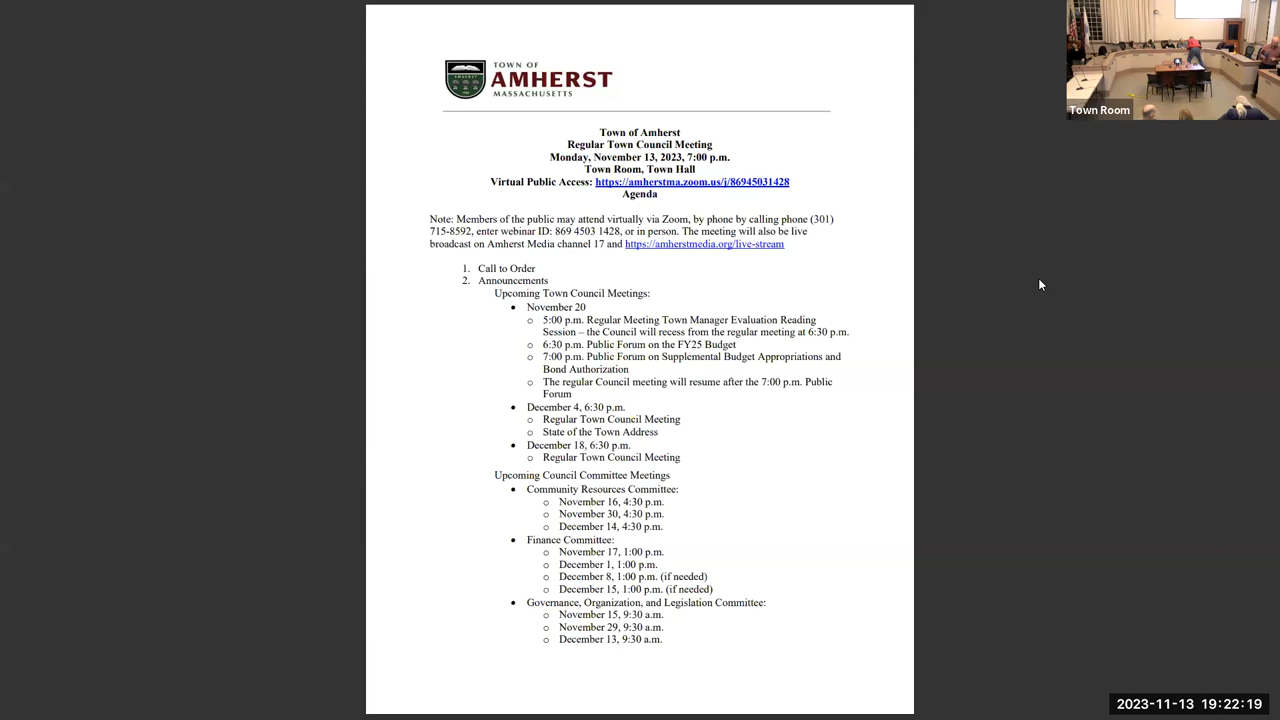 TOWN OF
AMHERST
MASSACHUSETTS
Town of Amherst
Regular Town Council Meeting
Monday, November 13, 2023, 7:00 p.m.
Town Room, Town Hall
Virtual Public Access: https://amherstma.zoom.us/j/86945031428
Agenda
Note: Members of the public may attend virtually via Zoom, by phone by calling phone (301)
715-8592, enter webinar ID: 869 4503 1428, or in person. The meeting will also be live
broadcast on Amherst Media channel 17 and https://amherstmedia.org/live-stream
1. Call to Order
2. Announcements
Upcoming Town Council Meetings:
• November 20
o 5:00 p.m. Regular Meeting Town Manager Evaluation Reading
Session – the Council will recess from the regular meeting at 6:30 p.m.
o 6:30 p.m. Public Forum on the FY25 Budget
o 7:00 p.m. Public Forum on Supplemental Budget Appropriations and
Bond Authorization
o The regular Council meeting will resume after the 7:00 p.m. Public
Forum
• December 4, 6:30 p.m.
o Regular Town Council Meeting
o State of the Town Address
• December 18, 6:30 p.m.
o Regular Town Council Meeting
Upcoming Council Committee Meetings
• Community Resources Committee:
o November 16, 4:30 p.m.
o November 30, 4:30 p.m.
o December 14, 4:30 p.m.
• Finance Committee:
o November 17, 1:00 p.m.
o December 1, 1:00 p.m.
o December 8, 1:00 p.m. (if needed)
o December 15, 1:00 p.m. (if needed)
• Governance, Organization, and Legislation Committee:
o November 15, 9:30 a.m.
o November 29, 9:30 a.m.
o December 13, 9:30 a.m.
Town Room
2023-11-13 19:22:19